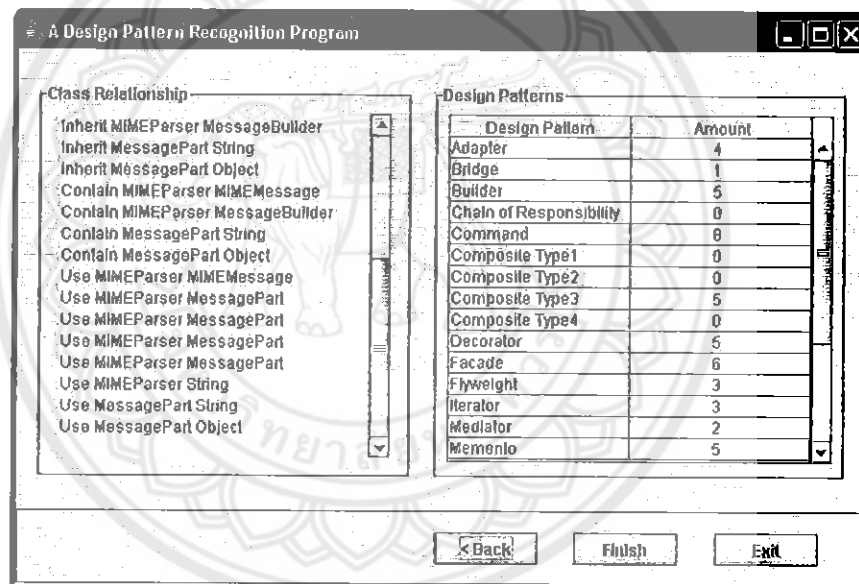 A Design Pattern Recognition Program
Class Relationship
Inherit MIMEParser MessageBuilder
Inherit MessagePart String
Inherit MessagePart Object
Contain MIMEParser MIMEMessage
Contain MIMEParser MessageBuilder
Contain MessagePart String
Contain MessagePart Object
Use MIMEParser MIMEMessage
Use MIMEParser MessagePart
Use MIMEParser MessagePart
Use MIMEParser MessagePart
Use MIMEParser MessagePart
Use MIMEParser String
Use MessagePart String
Use MessagePart Object
Design Patterns
Design Pattern Amount
Adapter 4
Bridge 1
Builder 5
Chain of Responsibility 0
Command
Composite Type1 0
Composite Type2 0
Composite Type3 5
Composite Type4 0
Decorator 5
Facade 6
Flyweight 3
Iterator 3
Mediator 2
Memento 5
< Back
Finish
Exit